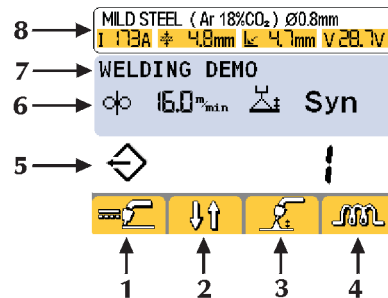 8
MILD STEEL ( Ar 18%CO₂ ) Ø0.8mm
I 173A 4.8mm 4.7mm V 28.7V
7
WELDING DEMO
6
16.0 m/min Syn
5
1
1 2 3 4